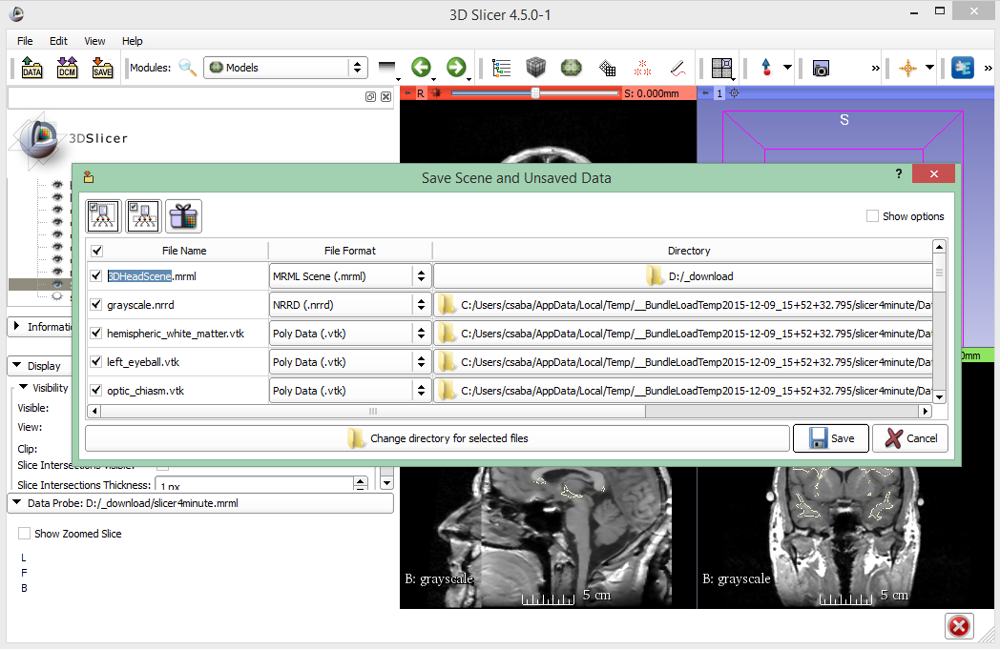 3D Slicer 4.5.0-1
File Edit View Help
DATA DCM SAVE Modules: Models
R S: 0.000mm 1
S
3DSlicer
Save Scene and Unsaved Data
Show options
File Name File Format Directory
3DHeadScene.mrml MRML Scene (.mrml) D:/_download
grayscale.nrrd NRRD (.nrrd) C:/Users/csaba/AppData/Local/Temp/__BundleLoadTemp2015-12-09_15+52+32.795/slicer4minute/Dat
hemispheric_white_matter.vtk Poly Data (.vtk) C:/Users/csaba/AppData/Local/Temp/__BundleLoadTemp2015-12-09_15+52+32.795/slicer4minute/Dat
left_eyeball.vtk Poly Data (.vtk) C:/Users/csaba/AppData/Local/Temp/__BundleLoadTemp2015-12-09_15+52+32.795/slicer4minute/Dat
optic_chiasm.vtk Poly Data (.vtk) C:/Users/csaba/AppData/Local/Temp/__BundleLoadTemp2015-12-09_15+52+32.795/slicer4minute/Dat
Change directory for selected files Save Cancel
Informati
Display
Visibility
Visible:
View:
Clip:
Slice Intersections Visible:
Slice Intersections Thickness: 1 px
Data Probe: D:/_download/slicer4minute.mrml
Show Zoomed Slice
L
F
B
0mm
B: grayscale 5 cm
B: grayscale 5 cm